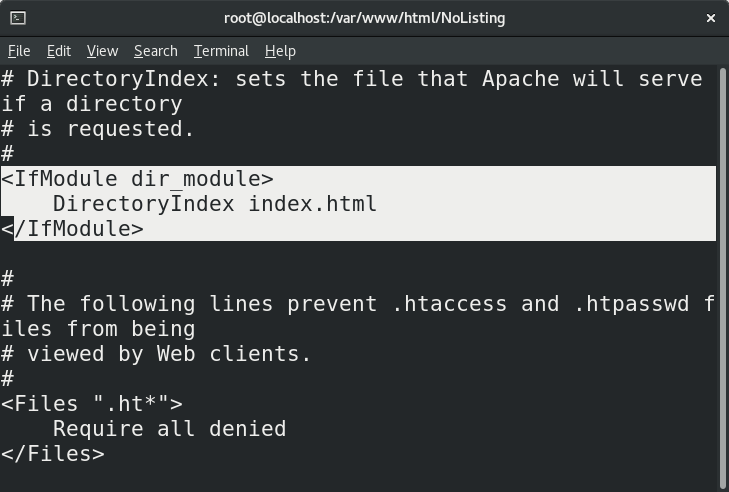 root@localhost:/var/www/html/NoListing
File Edit View Search Terminal Help
# DirectoryIndex: sets the file that Apache will serve
if a directory
# is requested.
#
<IfModule dir_module>
    DirectoryIndex index.html
</IfModule>

#
# The following lines prevent .htaccess and .htpasswd f
iles from being
# viewed by Web clients.
#
<Files ".ht*">
    Require all denied
</Files>